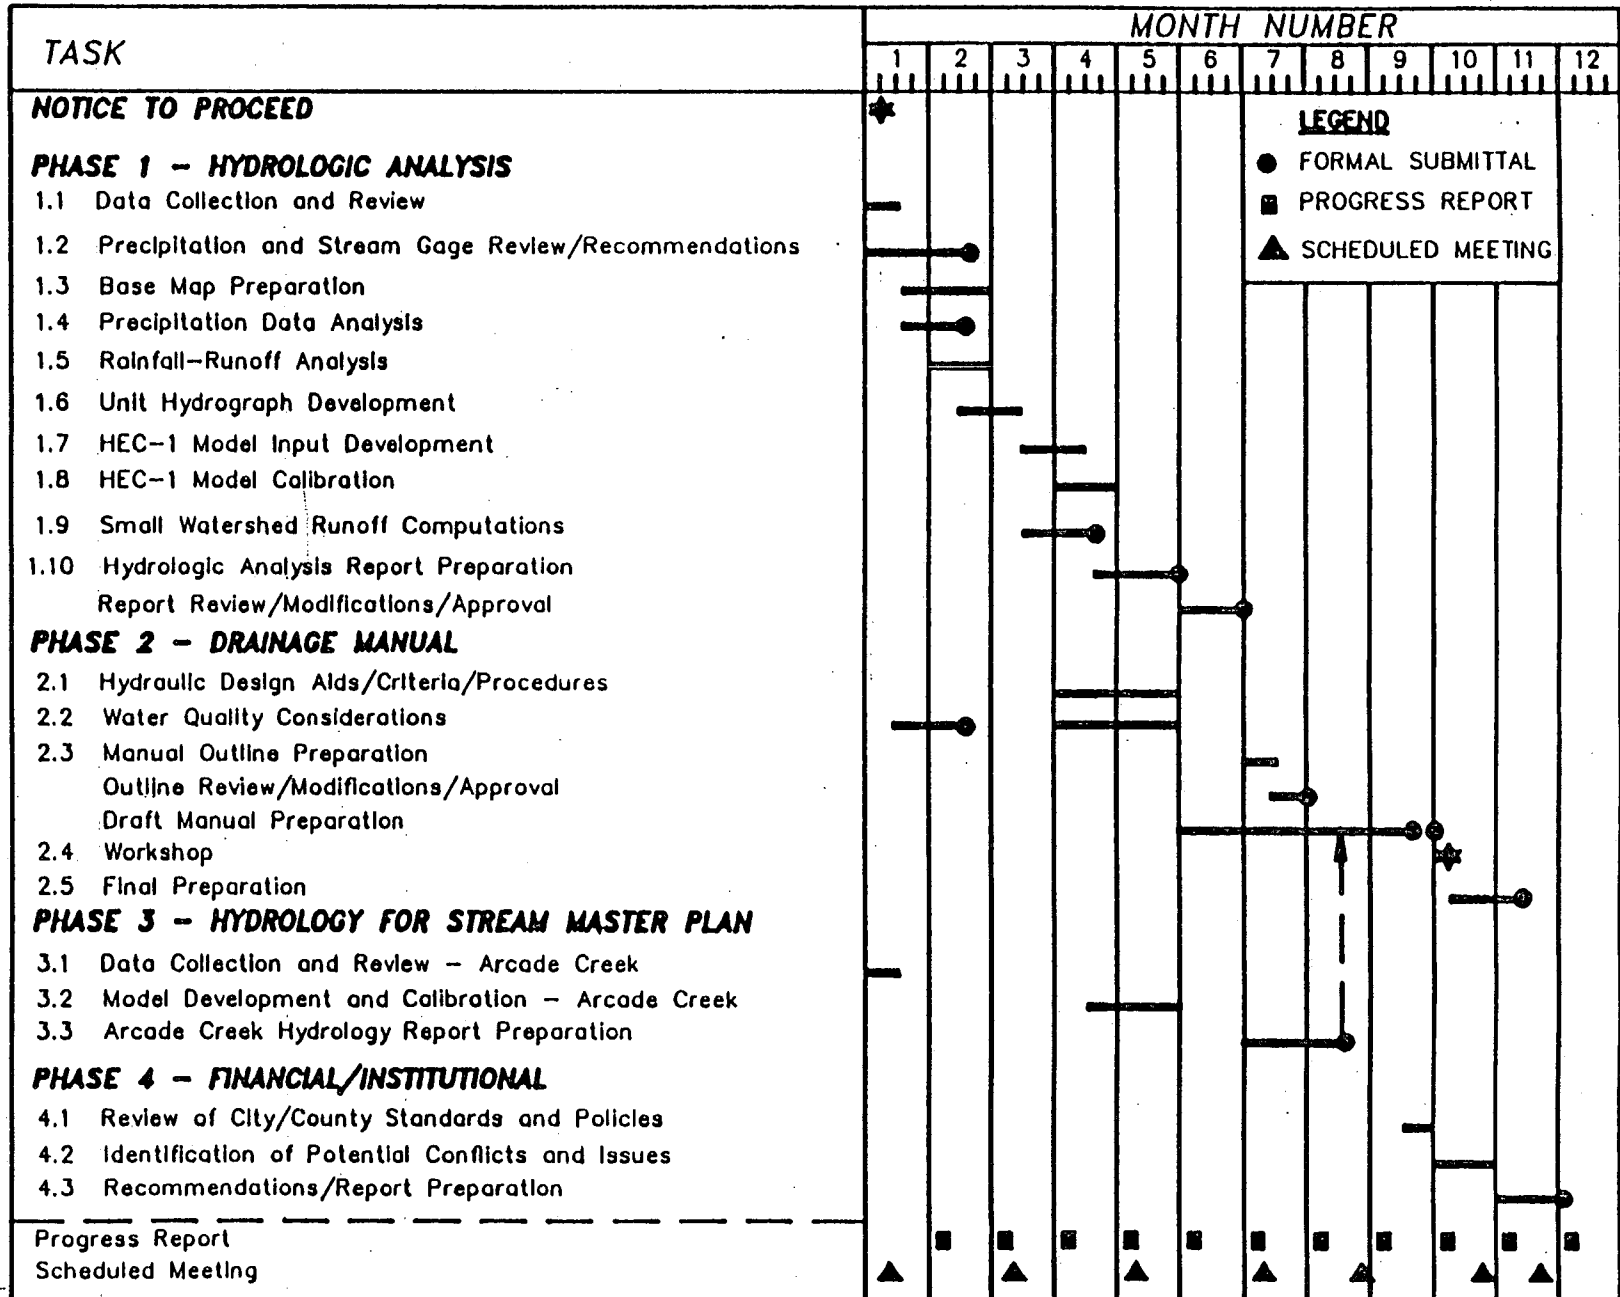 TASK
MONTH NUMBER
1 2 3 4 5 6 7 8 9 10 11 12
NOTICE TO PROCEED
LEGEND
FORMAL SUBMITTAL
PROGRESS REPORT
SCHEDULED MEETING
PHASE 1 - HYDROLOGIC ANALYSIS
1.1 Data Collection and Review
1.2 Precipitation and Stream Gage Review/Recommendations
1.3 Base Map Preparation
1.4 Precipitation Data Analysis
1.5 Rainfall-Runoff Analysis
1.6 Unit Hydrograph Development
1.7 HEC-1 Model Input Development
1.8 HEC-1 Model Calibration
1.9 Small Watershed Runoff Computations
1.10 Hydrologic Analysis Report Preparation
Report Review/Modifications/Approval
PHASE 2 - DRAINAGE MANUAL
2.1 Hydraulic Design Aids/Criteria/Procedures
2.2 Water Quality Considerations
2.3 Manual Outline Preparation
Outline Review/Modifications/Approval
Draft Manual Preparation
2.4 Workshop
2.5 Final Preparation
PHASE 3 - HYDROLOGY FOR STREAM MASTER PLAN
3.1 Data Collection and Review - Arcade Creek
3.2 Model Development and Calibration - Arcade Creek
3.3 Arcade Creek Hydrology Report Preparation
PHASE 4 - FINANCIAL/INSTITUTIONAL
4.1 Review of City/County Standards and Policies
4.2 Identification of Potential Conflicts and Issues
4.3 Recommendations/Report Preparation
Progress Report
Scheduled Meeting